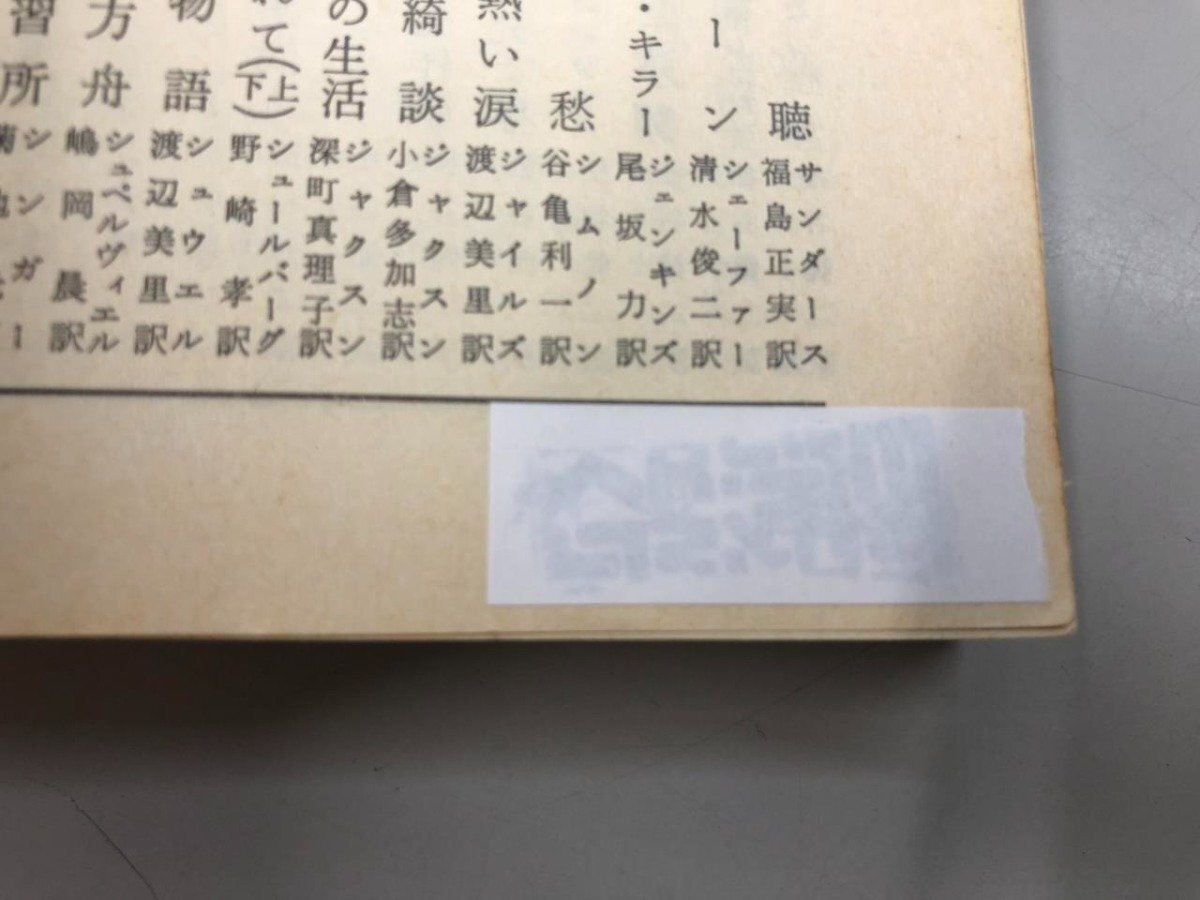 聴 サンダース 福島正実訳
ーン シェーファー 清水俊二訳
・キラー ジェンキンズ 尾坂力訳
愁 シムノン 谷亀利一訳
熱い涙 ジャイルズ 渡辺美里訳
綺談 ジャクスン 小倉多加志訳
の生活 ジャクスン 深町真理子訳
れて(上)(下) シュールバーグ 野崎孝訳
物語 シュウエル 渡辺美里訳
方舟 シュペルヴィエル 嶋岡晨訳
習所 シンガー